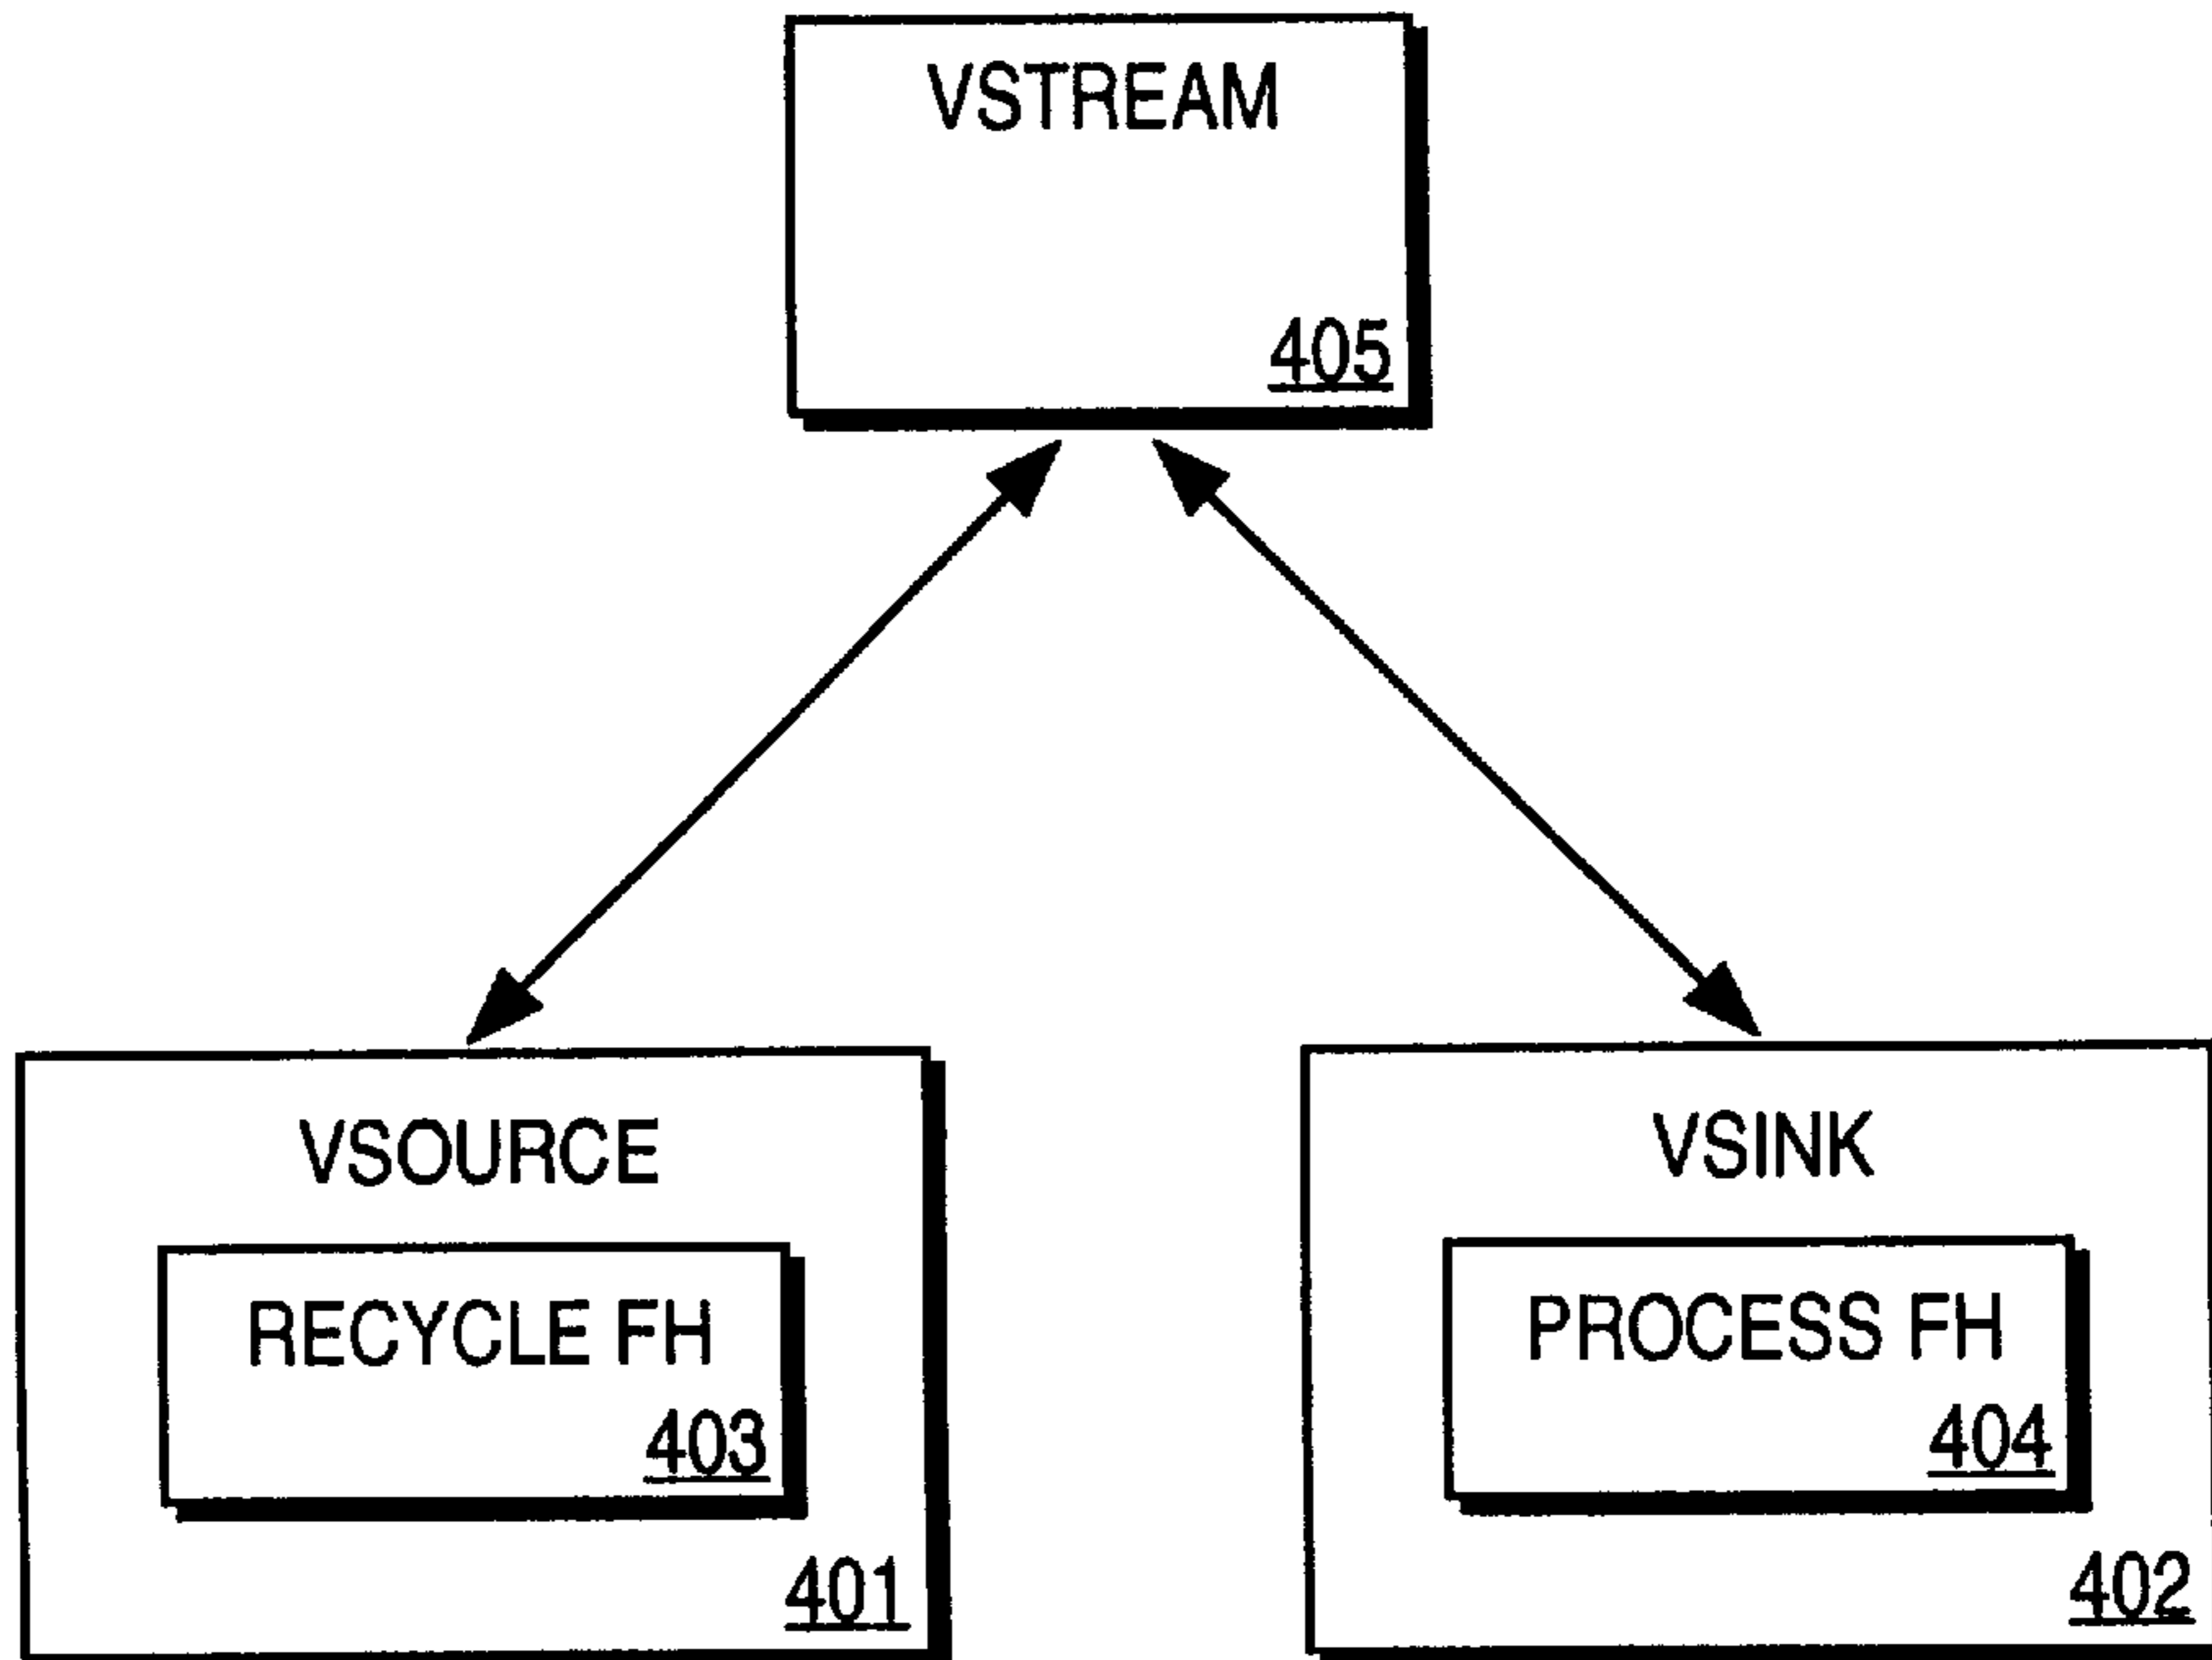 VSTREAM
405
VSOURCE
RECYCLE FH
403
401
VSINK
PROCESS FH
404
402